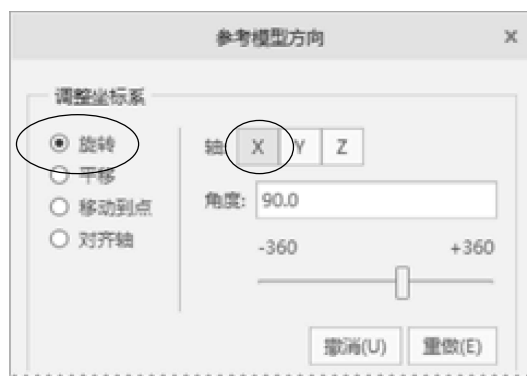 参考模型方向 ×
调整坐标系
旋转
平移
移动到点
对齐轴
轴: X Y Z
角度: 90.0
-360 +360
撤消(U) 重做(E)